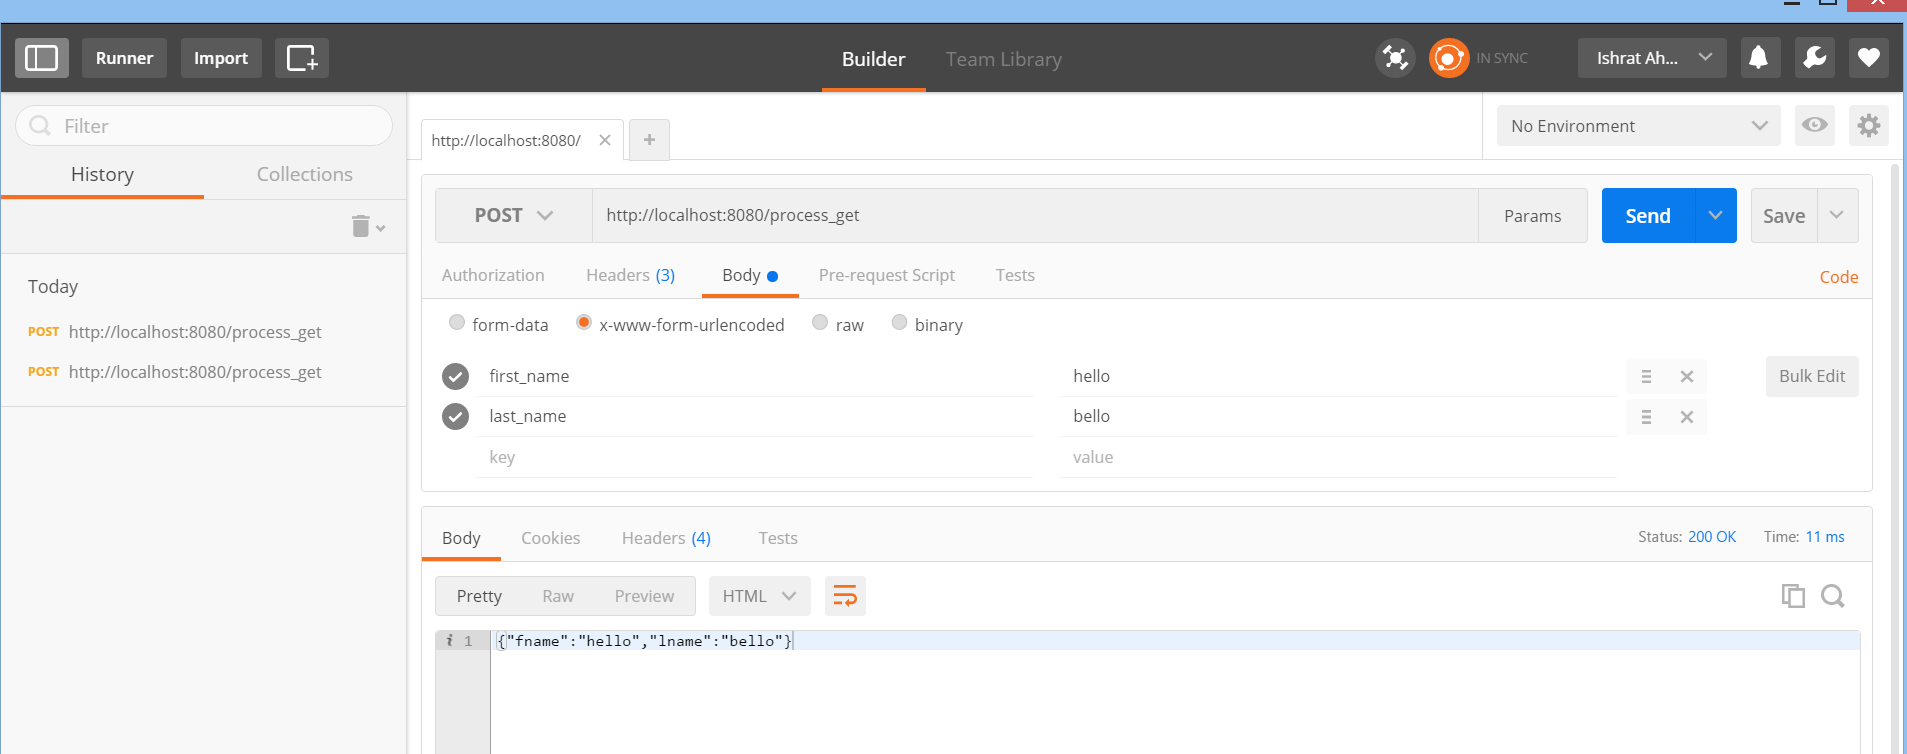 Runner Import Builder Team Library IN SYNC Ishrat Ah...
Filter
History Collections
Today
POST http://localhost:8080/process_get
POST http://localhost:8080/process_get
http://localhost:8080/
No Environment
POST http://localhost:8080/process_get Params Send Save
Authorization Headers (3) Body Pre-request Script Tests Code
form-data x-www-form-urlencoded raw binary
first_name hello Bulk Edit
last_name bello
key value
Body Cookies Headers (4) Tests Status: 200 OK Time: 11 ms
Pretty Raw Preview HTML
i 1 {"fname":"hello","lname":"bello"}